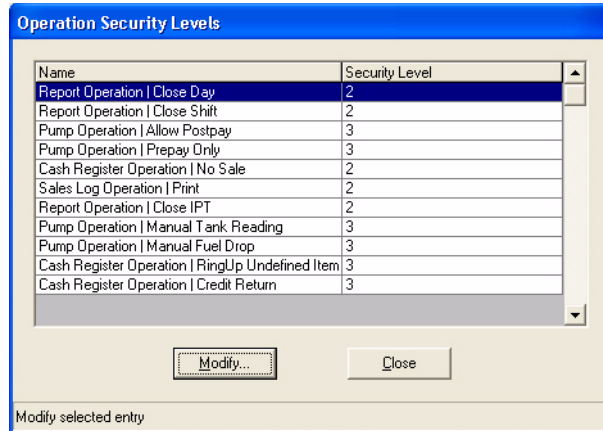 Operation Security Levels
Name Security Level
Report Operation | Close Day 2
Report Operation | Close Shift 2
Pump Operation | Allow Postpay 3
Pump Operation | Prepay Only 3
Cash Register Operation | No Sale 2
Sales Log Operation | Print 2
Report Operation | Close IPT 2
Pump Operation | Manual Tank Reading 3
Pump Operation | Manual Fuel Drop 3
Cash Register Operation | RingUp Undefined Item 3
Cash Register Operation | Credit Return 3
Modify... Close
Modify selected entry